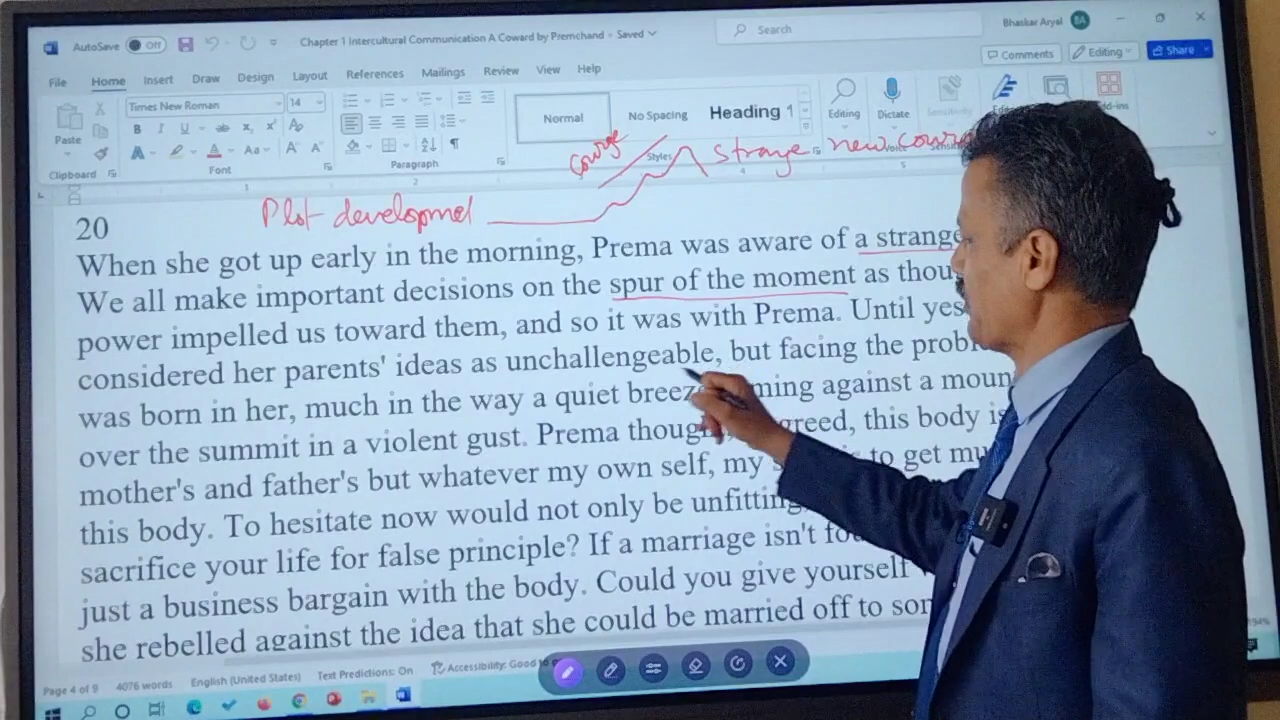 AutoSave Off Chapter 1 Intercultural Communication A Coward by Premchand - Saved Search Bhaskar Aryal BA
File Home Insert Draw Design Layout References Mailings Review View Help Comments Editing Share
Times New Roman 14 Normal No Spacing Heading 1 Editing Dictate
Paste
Clipboard Font Paragraph Styles
Plot developmet strange new
20
When she got up early in the morning, Prema was aware of a strange
We all make important decisions on the spur of the moment as thou
power impelled us toward them, and so it was with Prema. Until yes
considered her parents' ideas as unchallengeable, but facing the prob
was born in her, much in the way a quiet breeze against a moun
over the summit in a violent gust. Prema though greed, this body is
mother's and father's but whatever my own self, my to get mu
this body. To hesitate now would not only be unfitting
sacrifice your life for false principle? If a marriage isn't fo
just a business bargain with the body. Could you give yourself
she rebelled against the idea that she could be married off to so
Page 4 of 9 4076 words English (United States) Text Predictions: On Accessibility: Good to 194%